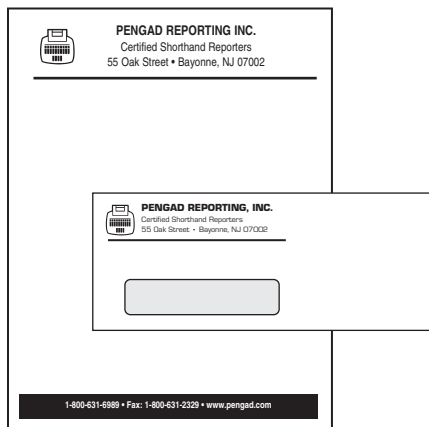 PENGAD REPORTING INC.
Certified Shorthand Reporters
55 Oak Street • Bayonne, NJ 07002
PENGAD REPORTING, INC.
Certified Shorthand Reporters
55 Oak Street • Bayonne, NJ 07002
1-800-631-6989 • Fax: 1-800-631-2329 • www.pengad.com